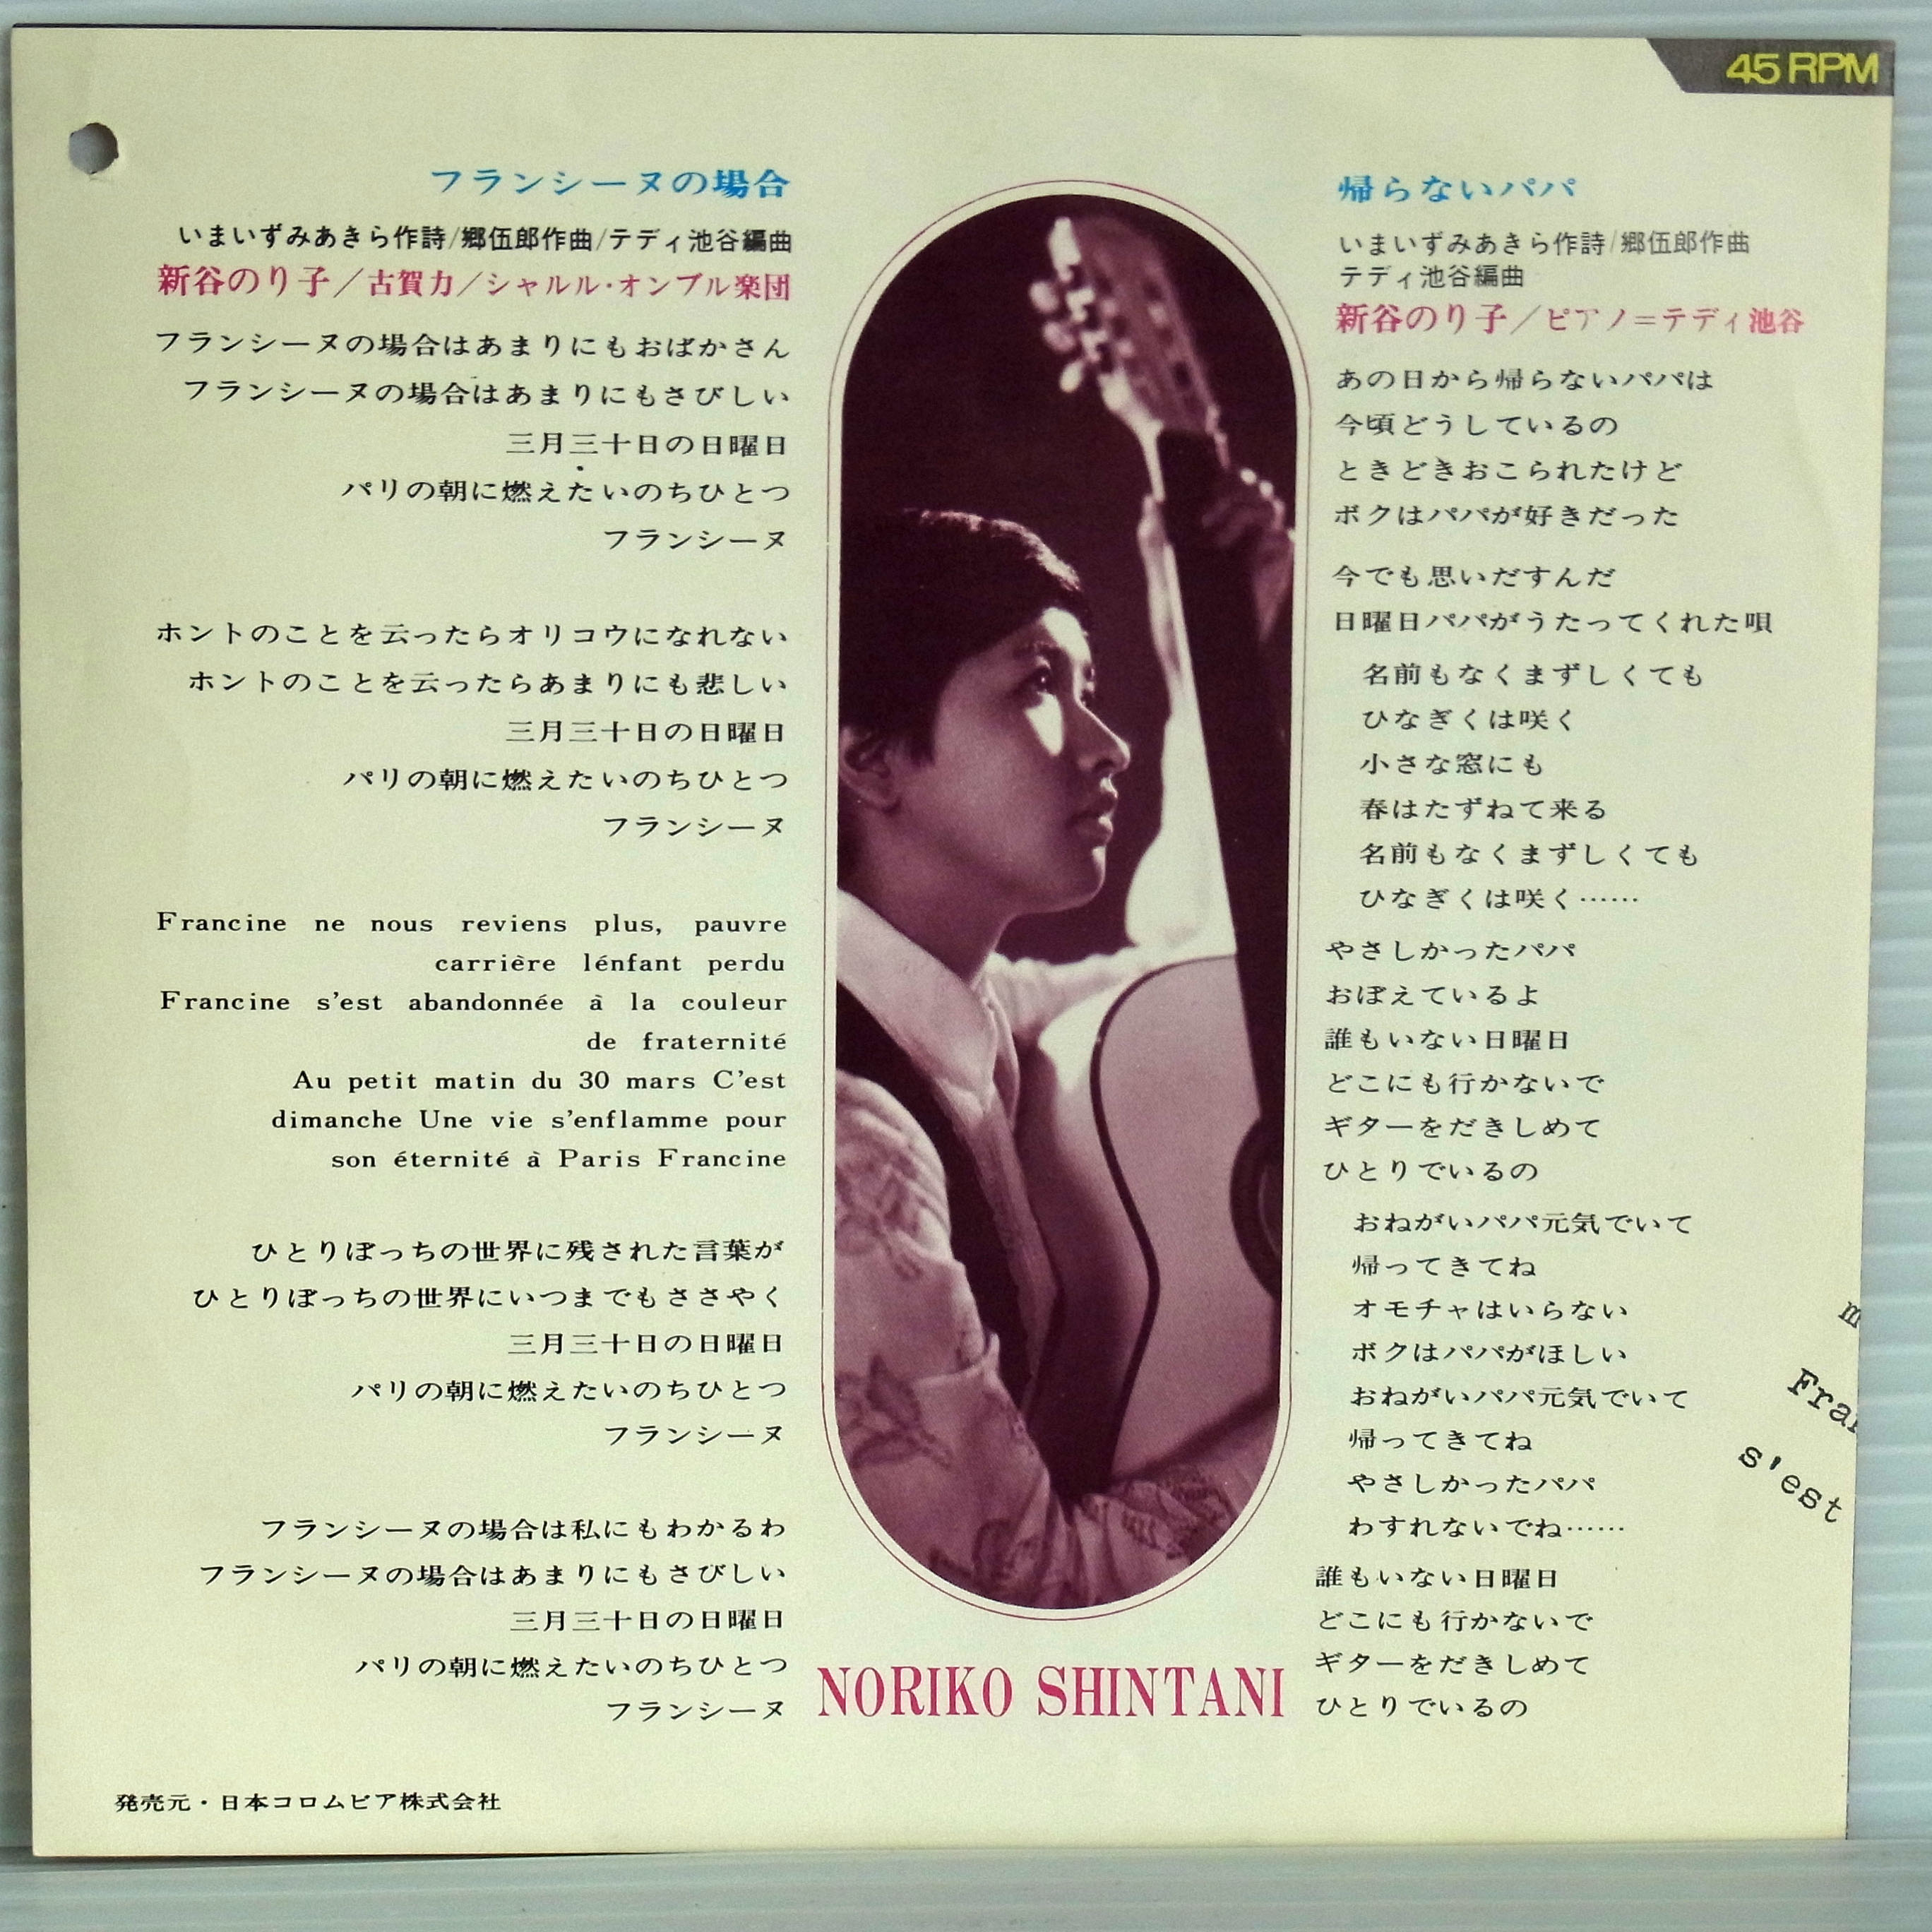 45 RPM
フランシーヌの場合
いまいずみあきら作詩/郷伍郎作曲/テディ池谷編曲
新谷のり子／古賀力／シャルル・オンブル楽団
フランシーヌの場合はあまりにもおばかさん
フランシーヌの場合はあまりにもさびしい
三月三十日の日曜日
パリの朝に燃えたいのちひとつ
フランシーヌ
ホントのことを云ったらオリコウになれない
ホントのことを云ったらあまりにも悲しい
三月三十日の日曜日
パリの朝に燃えたいのちひとつ
フランシーヌ
Francine ne nous reviens plus, pauvre
carrière lénfant perdu
Francine s'est abandonnée à la couleur
de fraternité
Au petit matin du 30 mars C'est
dimanche Une vie s'enflamme pour
son éternité à Paris Francine
ひとりぼっちの世界に残された言葉が
ひとりぼっちの世界にいつまでもささやく
三月三十日の日曜日
パリの朝に燃えたいのちひとつ
フランシーヌ
フランシーヌの場合は私にもわかるわ
フランシーヌの場合はあまりにもさびしい
三月三十日の日曜日
パリの朝に燃えたいのちひとつ
フランシーヌ
発売元・日本コロムビア株式会社
NORIKO SHINTANI
帰らないパパ
いまいずみあきら作詩/郷伍郎作曲
テディ池谷編曲
新谷のり子／ピアノ=テディ池谷
あの日から帰らないパパは
今頃どうしているの
ときどきおこられたけど
ボクはパパが好きだった
今でも思いだすんだ
日曜日パパがうたってくれた唄
名前もなくまずしくても
ひなぎくは咲く
小さな窓にも
春はたずねて来る
名前もなくまずしくても
ひなぎくは咲く……
やさしかったパパ
おぼえているよ
誰もいない日曜日
どこにも行かないで
ギターをだきしめて
ひとりでいるの
おねがいパパ元気でいて
帰ってきてね
オモチャはいらない
ボクはパパがほしい
おねがいパパ元気でいて
帰ってきてね
やさしかったパパ
わすれないでね……
誰もいない日曜日
どこにも行かないで
ギターをだきしめて
ひとりでいるの
m
Fra
s'est